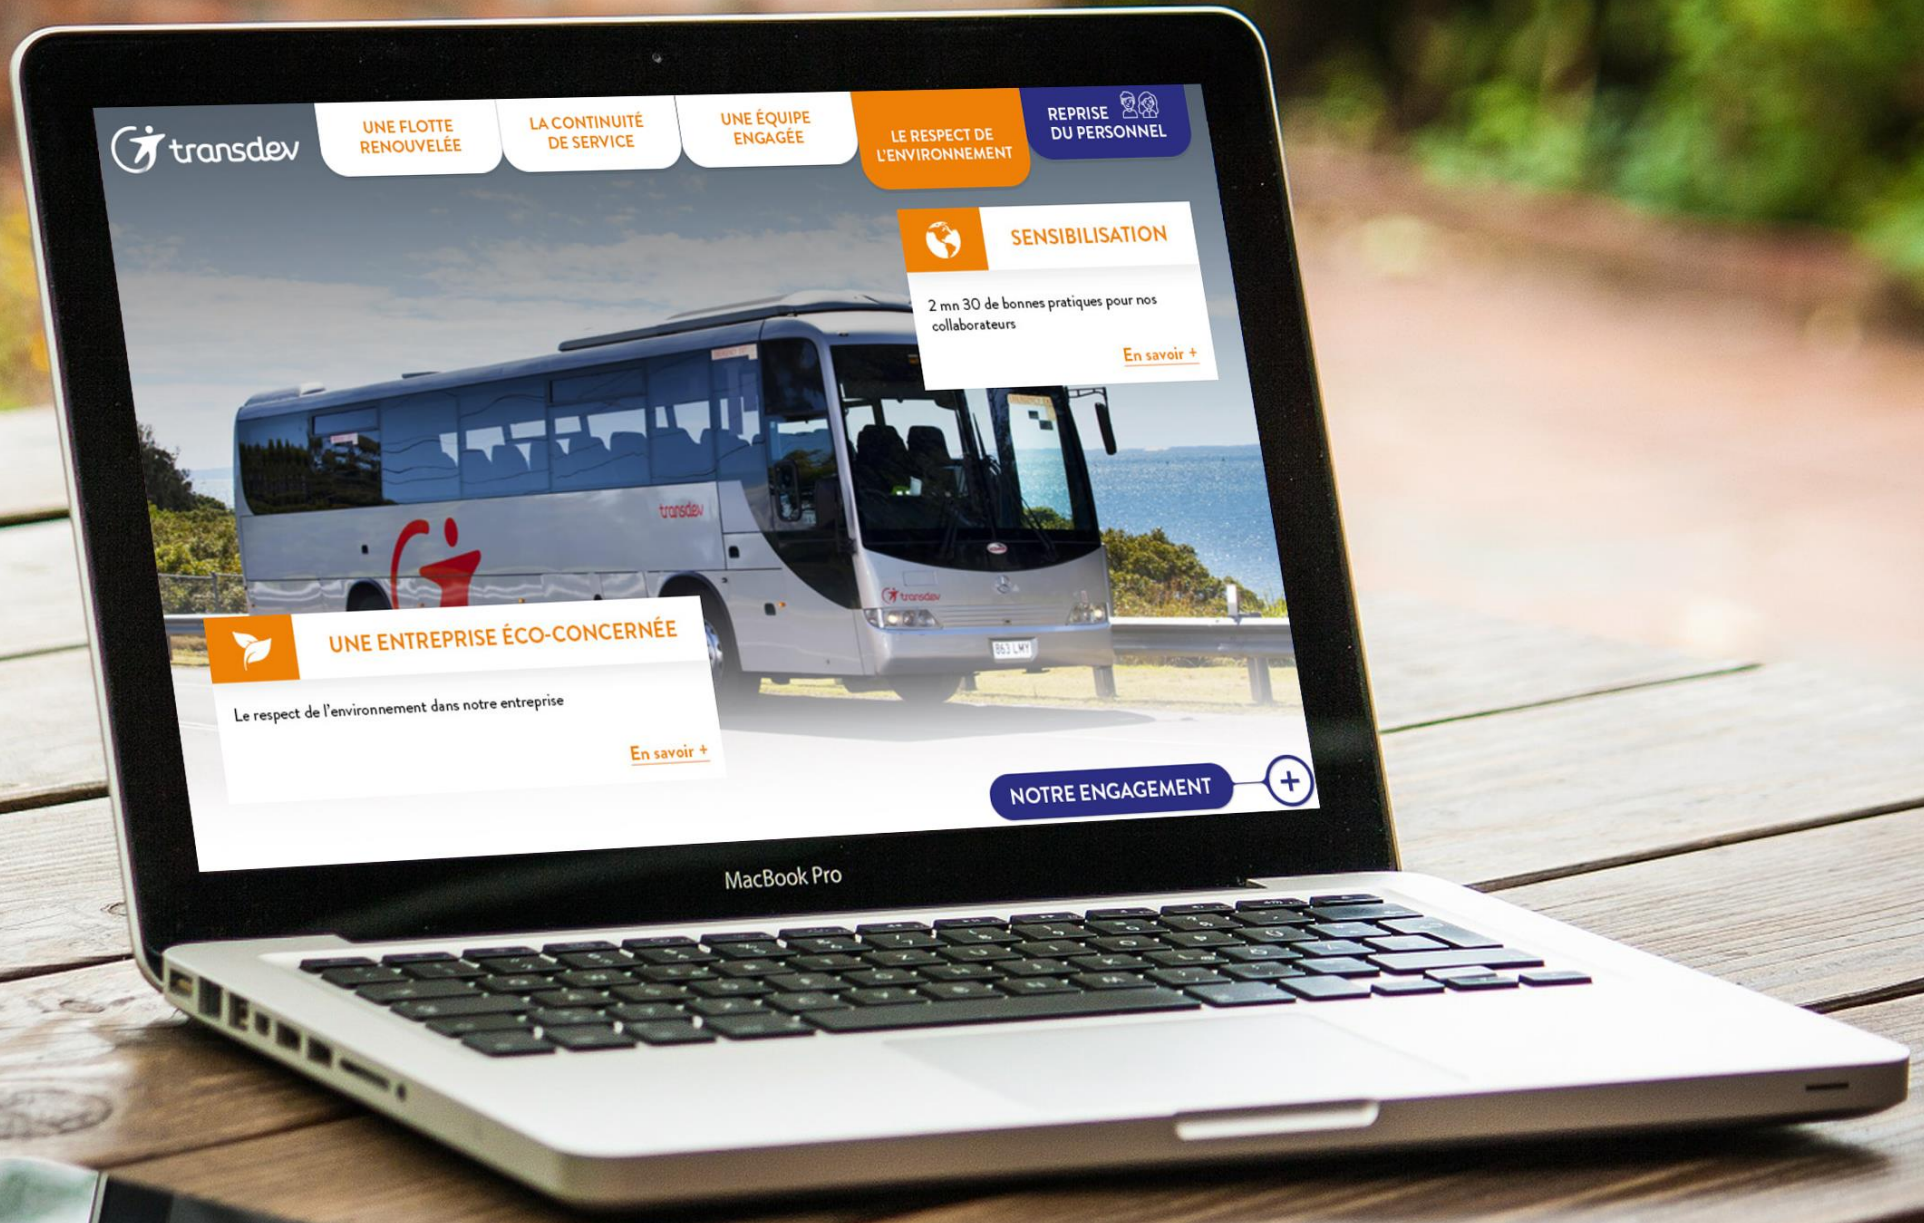 transdev
UNE FLOTTE
RENOUVELÉE
LA CONTINUITÉ
DE SERVICE
UNE ÉQUIPE
ENGAGÉE
LE RESPECT DE
L'ENVIRONNEMENT
REPRISE
DU PERSONNEL
SENSIBILISATION
2 mn 30 de bonnes pratiques pour nos
collaborateurs
En savoir +
transdev
transdev
863 LMY
UNE ENTREPRISE ÉCO-CONCERNÉE
Le respect de l'environnement dans notre entreprise
En savoir +
NOTRE ENGAGEMENT
+
MacBook Pro